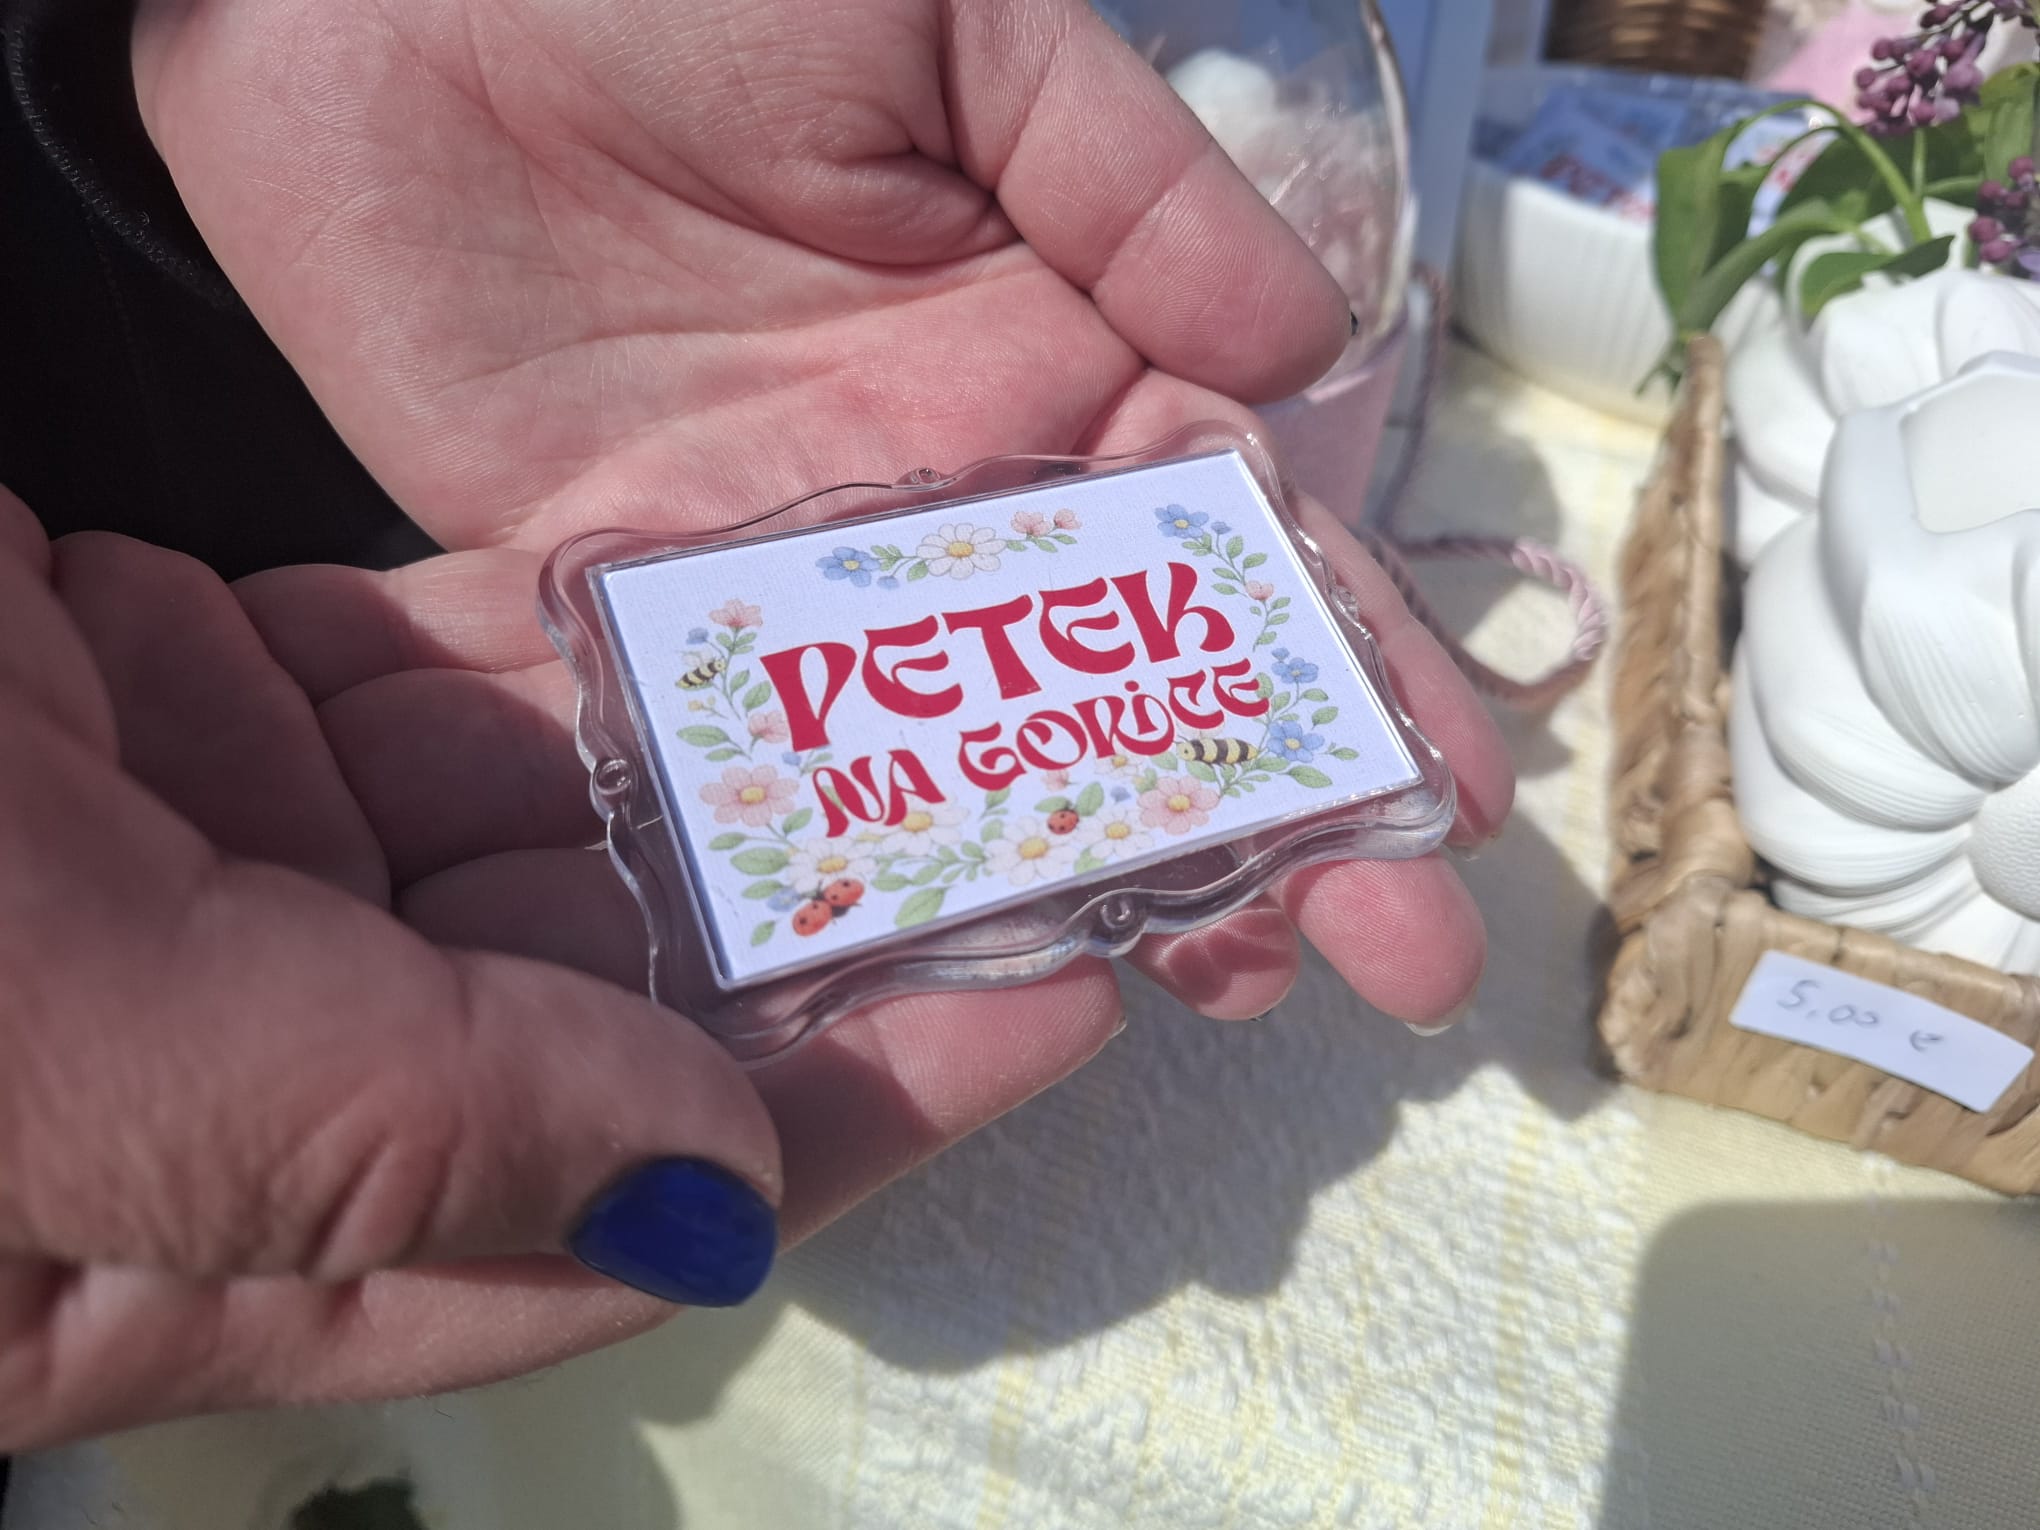 PETEK
NA GORiCE
5,00 €